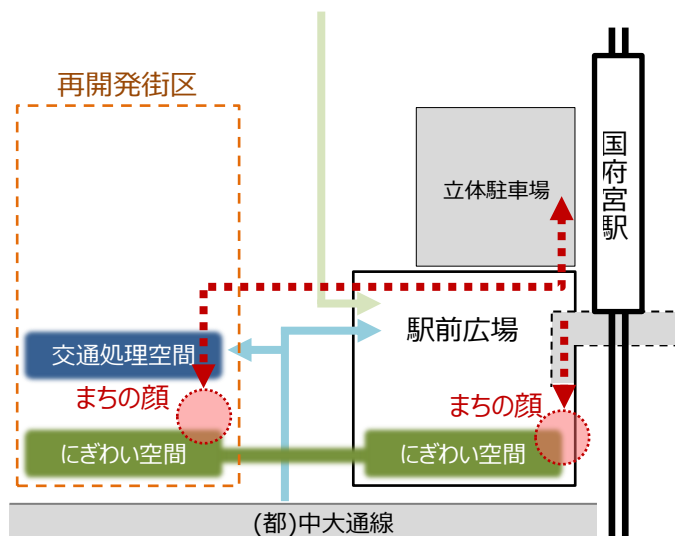 再開発街区
国府宮駅
立体駐車場
駅前広場
交通処理空間
まちの顔
まちの顔
にぎわい空間
にぎわい空間
(都)中大通線